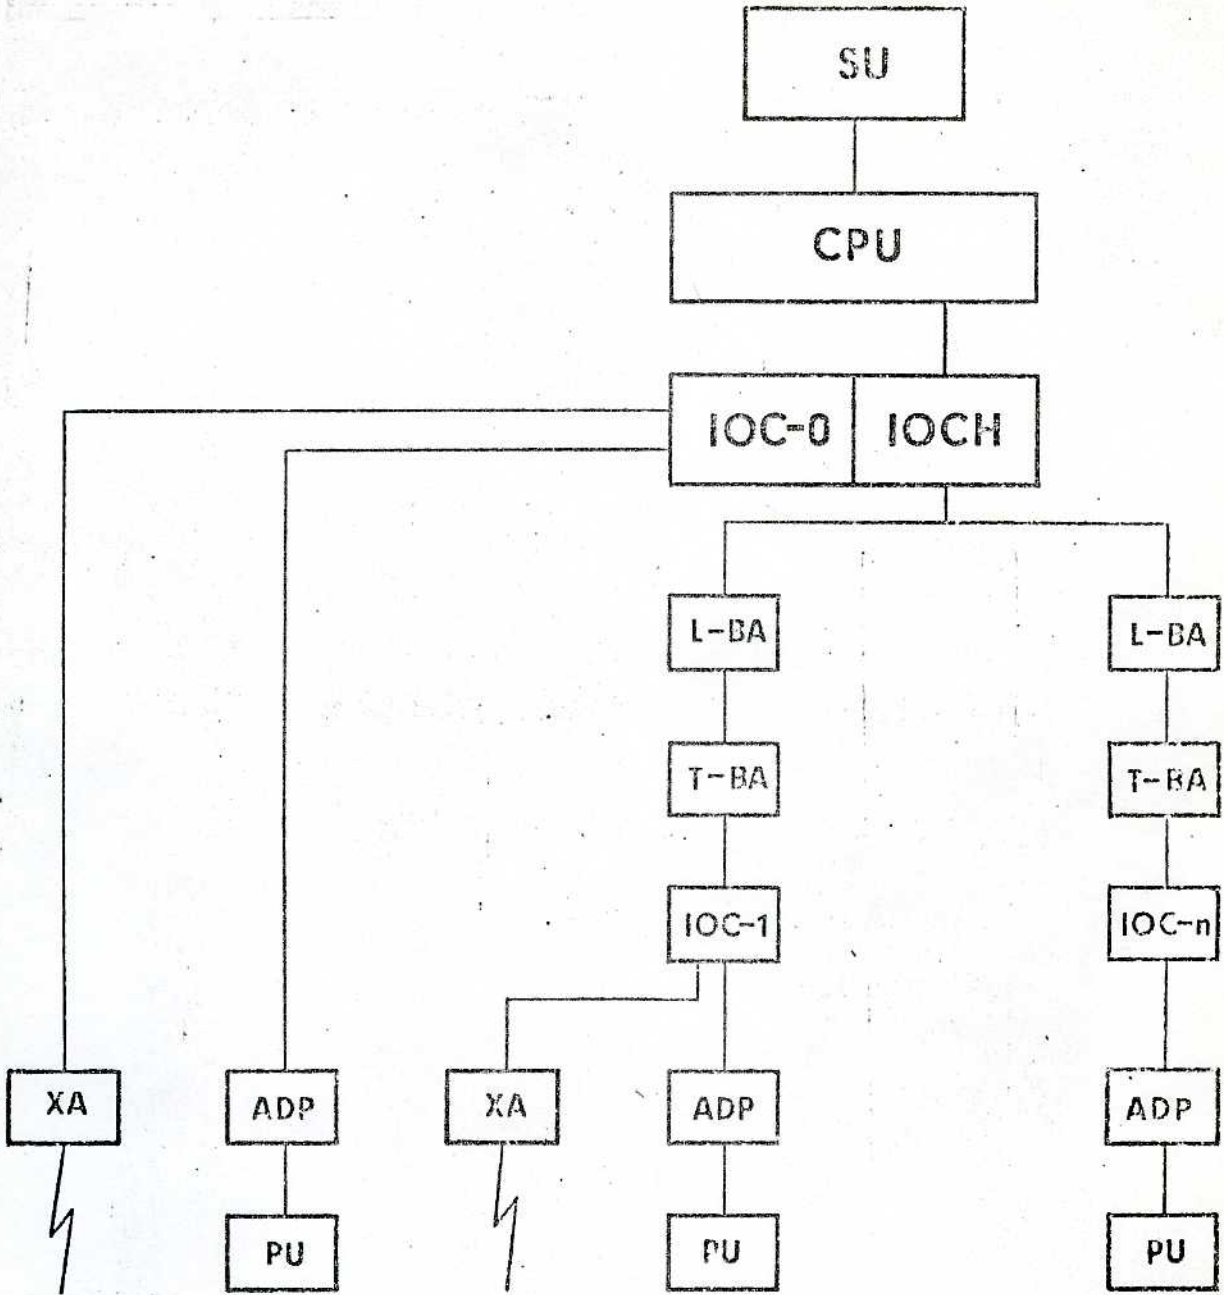 SU
CPU
IOC-0 IOCH
L-BA L-BA
T-BA T-BA
IOC-1 IOC-n
XA ADP XA ADP ADP
PU PU PU